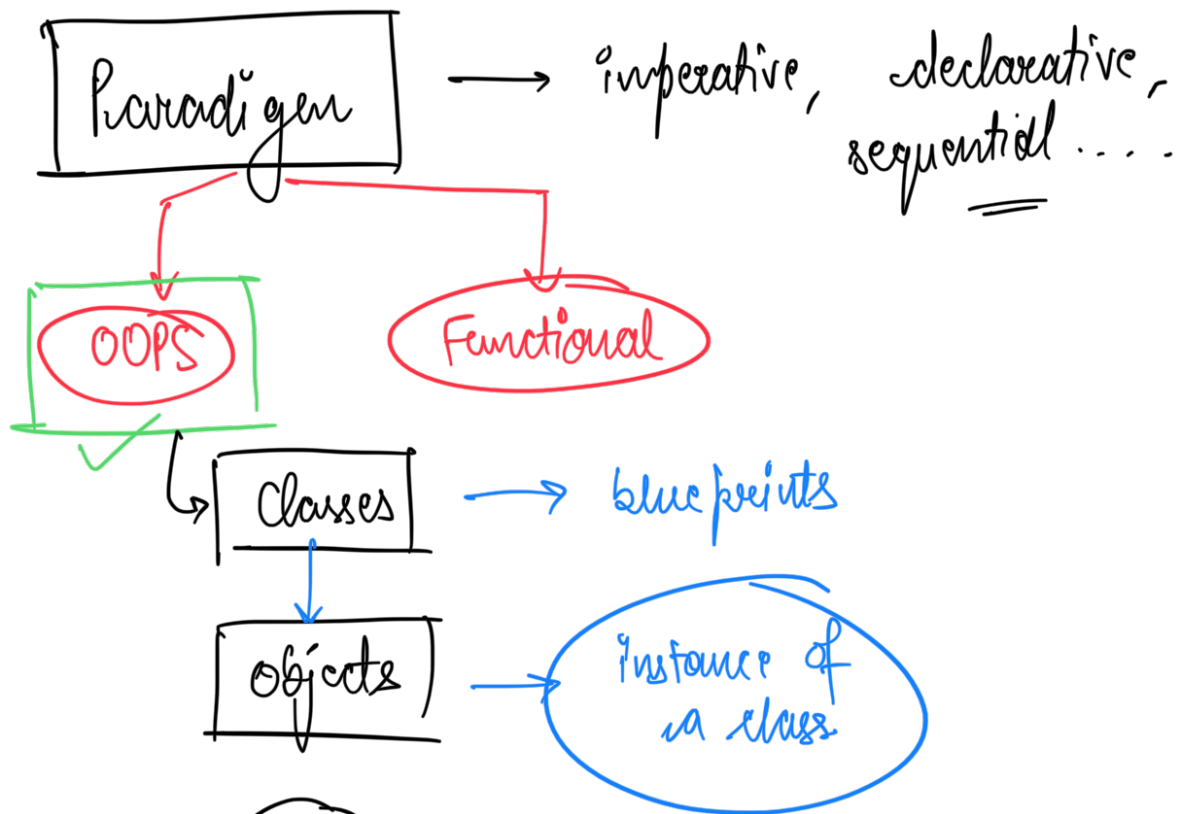 Paradigm → imperative, declarative,
sequential ....
OOPS Functional
Classes → blueprints
Objects → instance of
a class